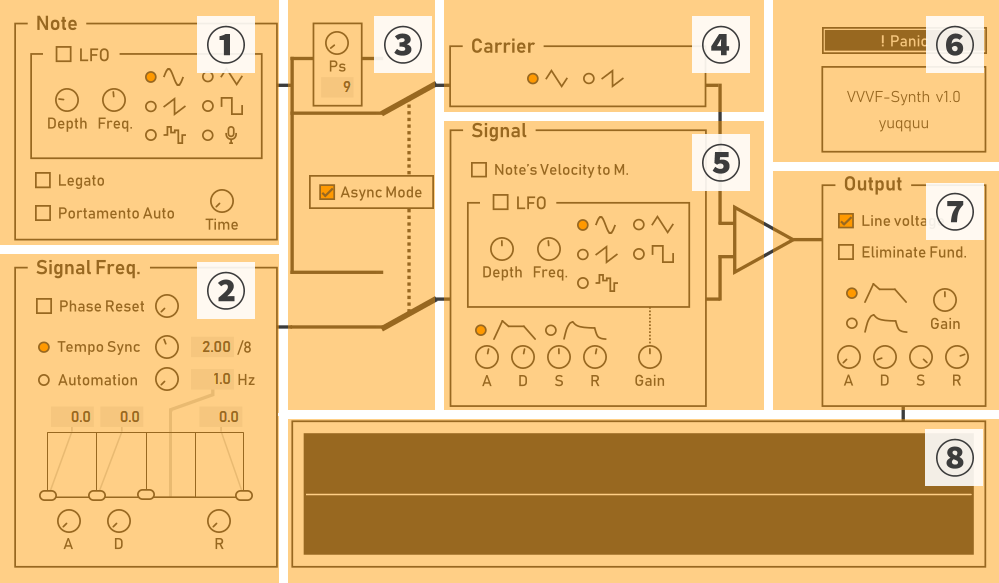 Note
①
LFO
Depth Freq.
Legato
Portamento Auto
Time
Signal Freq.
②
Phase Reset
Tempo Sync 2.00 /8
Automation 1.0 Hz
0.0 0.0 0.0
A D R
③
Ps
9
Async Mode
Carrier
④
Signal
⑤
Note's Velocity to M.
LFO
Depth Freq.
A D S R Gain
! Panic
⑥
VVVF-Synth v1.0
yuqquu
Output
⑦
Line
Eliminate Fund.
Gain
A D S R
⑧